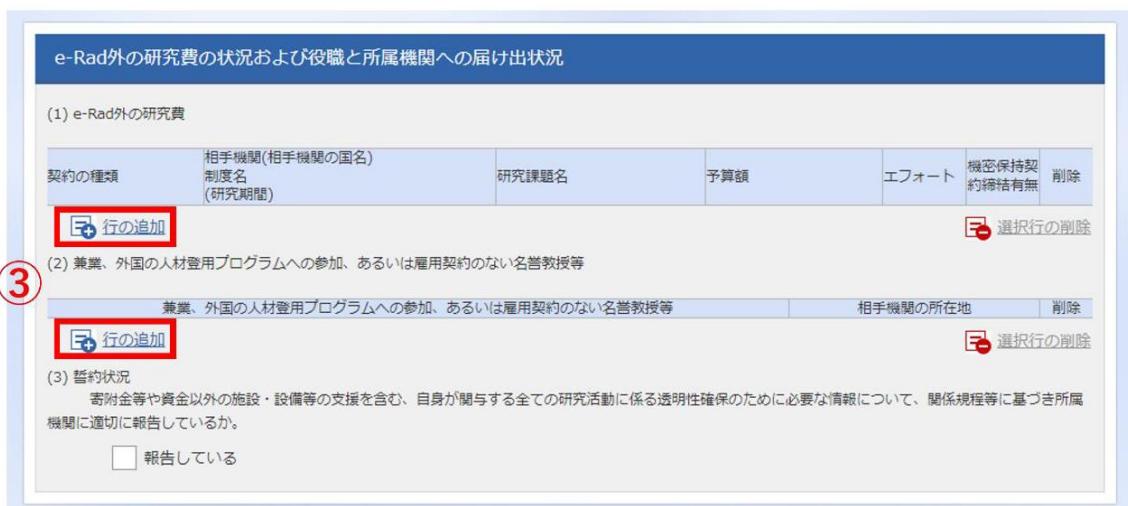 e-Rad外の研究費の状況および役職と所属機関への届け出状況
(1) e-Rad外の研究費
契約の種類
相手機関(相手機関の国名)
制度名
(研究期間)
研究課題名
予算額
エフォート
機密保持契
約締結有無
削除
行の追加
選択行の削除
(2) 兼業、外国の人材登用プログラムへの参加、あるいは雇用契約のない名誉教授等
③
兼業、外国の人材登用プログラムへの参加、あるいは雇用契約のない名誉教授等
相手機関の所在地
削除
行の追加
選択行の削除
(3) 誓約状況
寄附金等や資金以外の施設・設備等の支援を含む、自身が関与する全ての研究活動に係る透明性確保のために必要な情報について、関係規程等に基づき所属
機関に適切に報告しているか。
報告している